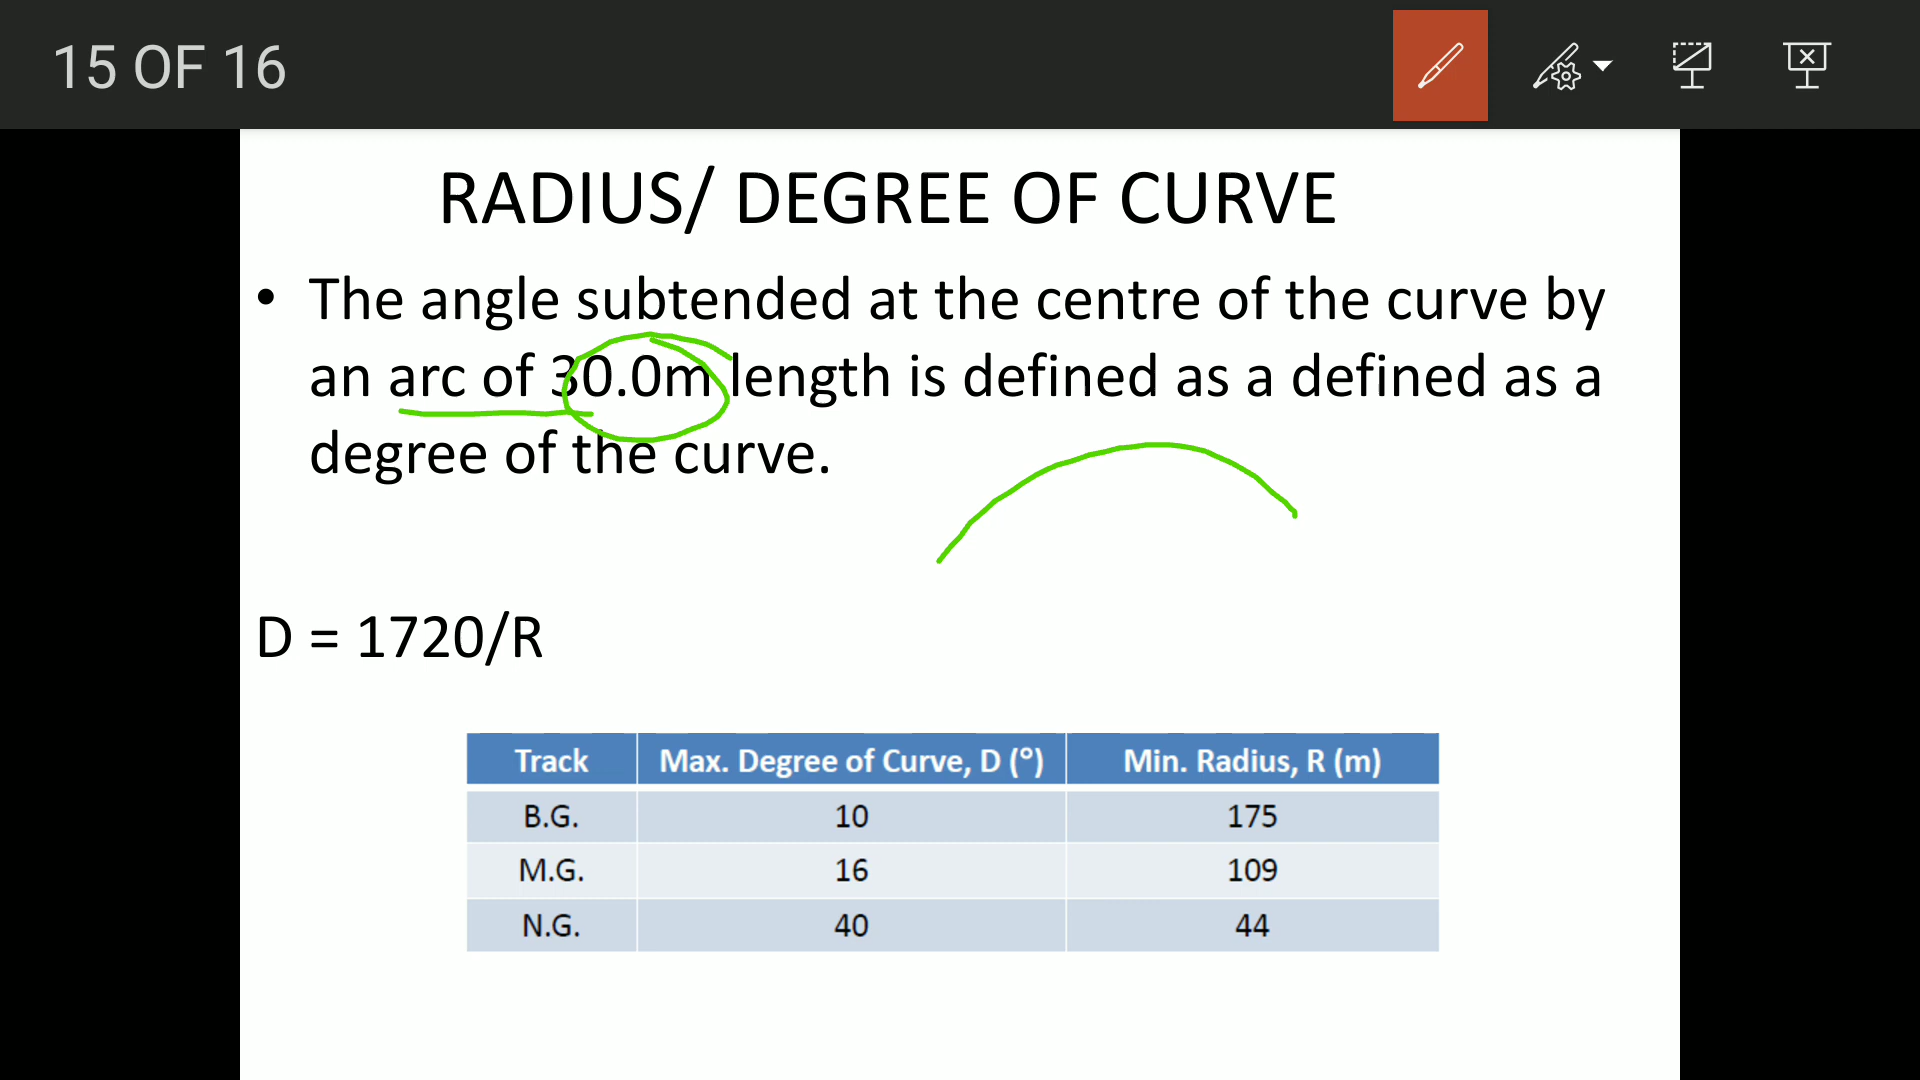 15 OF 16
RADIUS/ DEGREE OF CURVE
• The angle subtended at the centre of the curve by
an arc of 30.0m length is defined as a defined as a
degree of the curve.
D = 1720/R
Track Max. Degree of Curve, D (°) Min. Radius, R (m)
B.G. 10 175
M.G. 16 109
N.G. 40 44